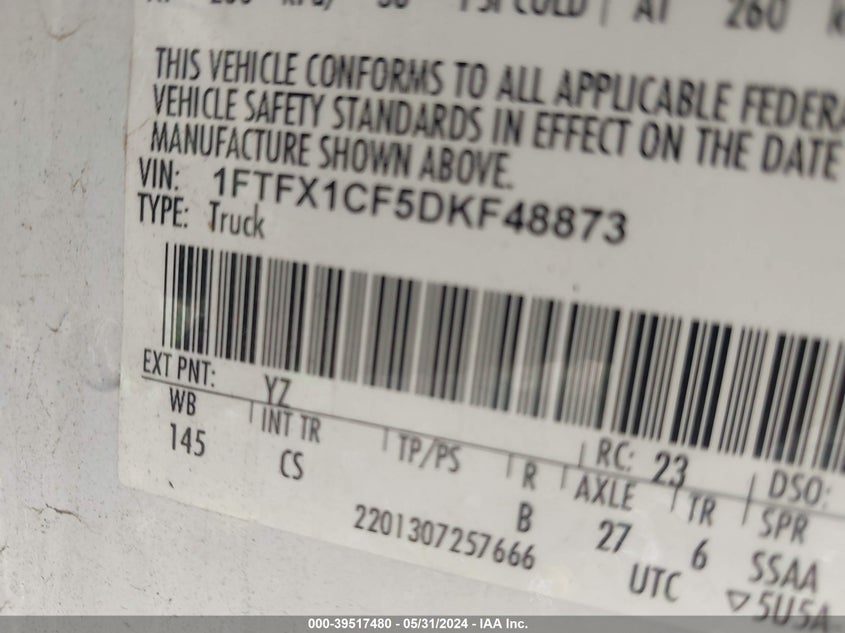 260
THIS VEHICLE CONFORMS TO ALL APPLICABLE FEDERA
VEHICLE SAFETY STANDARDS IN EFFECT ON THE DATE
MANUFACTURE SHOWN ABOVE.
VIN: 1FTFX1CF5DKF48873
TYPE: Truck
EXT PNT: YZ RC: 23 DSO:
WB INT TR TP/PS R AXLE TR SPR
145 CS B 27 6 SSAA
2201307257666 UTC ▽5U5A
000-39517480 - 05/31/2024 - IAA Inc.